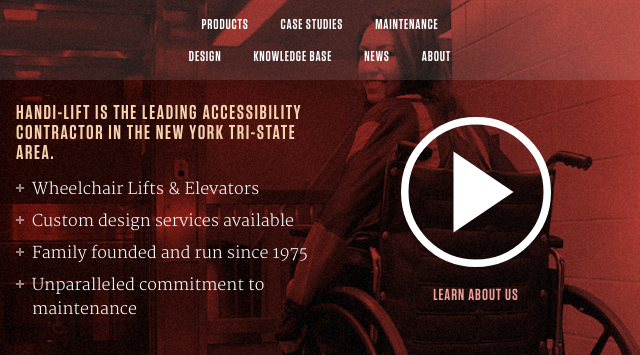 PRODUCTS CASE STUDIES MAINTENANCE
DESIGN KNOWLEDGE BASE NEWS ABOUT
HANDI-LIFT IS THE LEADING ACCESSIBILITY
CONTRACTOR IN THE NEW YORK TRI-STATE
AREA.
+ Wheelchair Lifts & Elevators
+ Custom design services available
+ Family founded and run since 1975
+ Unparalleled commitment to
maintenance
LEARN ABOUT US